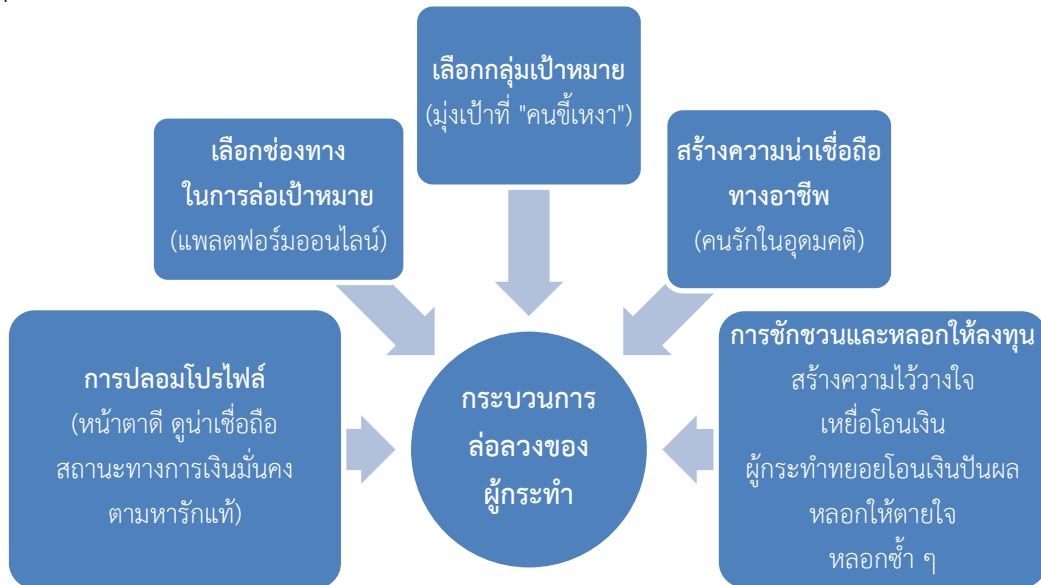 เลือกกลุ่มเป้าหมาย
(มุ่งเป้าที่ "คนขี้เหงา")
เลือกช่องทาง
ในการล่อเป้าหมาย
(แพลตฟอร์มออนไลน์)
สร้างความน่าเชื่อถือ
ทางอาชีพ
(คนรักในอุดมคติ)
การปลอมโปรไฟล์
(หน้าตาดี ดูน่าเชื่อถือ
สถานะทางการเงินมั่นคง
ตามหารักแท้)
กระบวนการ
ล่อลวงของ
ผู้กระทำ
การชักชวนและหลอกให้ลงทุน
สร้างความไว้วางใจ
เหยื่อโอนเงิน
ผู้กระทำทยอยโอนเงินปันผล
หลอกให้ตายใจ
หลอกซ้ำ ๆ